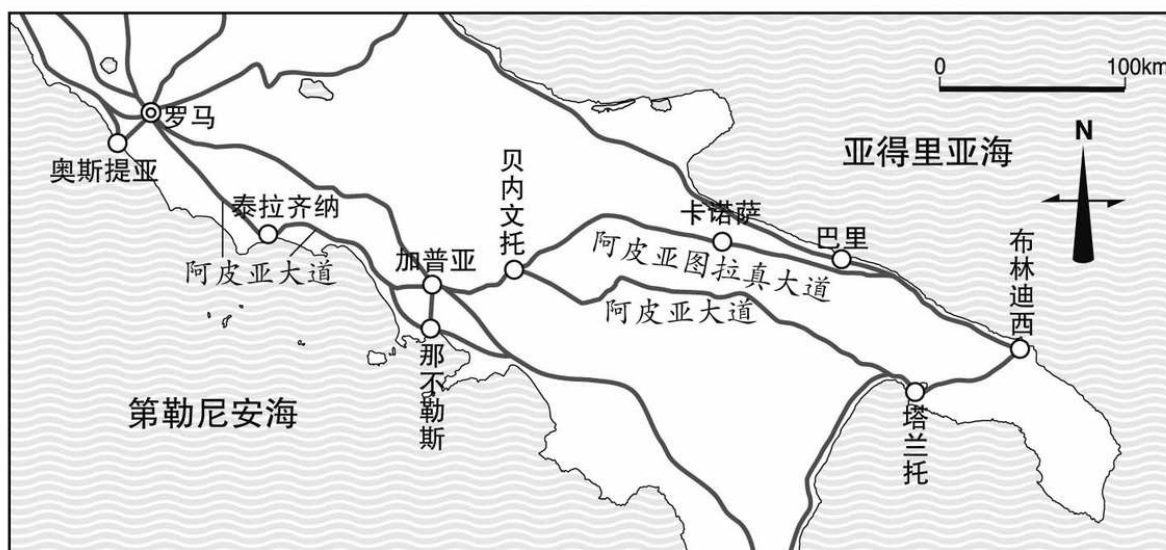 0 100km
N
亚得里亚海
罗马
奥斯提亚
泰拉齐纳
阿皮亚大道
加普亚
贝内文托
卡诺萨
阿皮亚图拉真大道
巴里
布林迪西
阿皮亚大道
那不勒斯
塔兰托
第勒尼安海